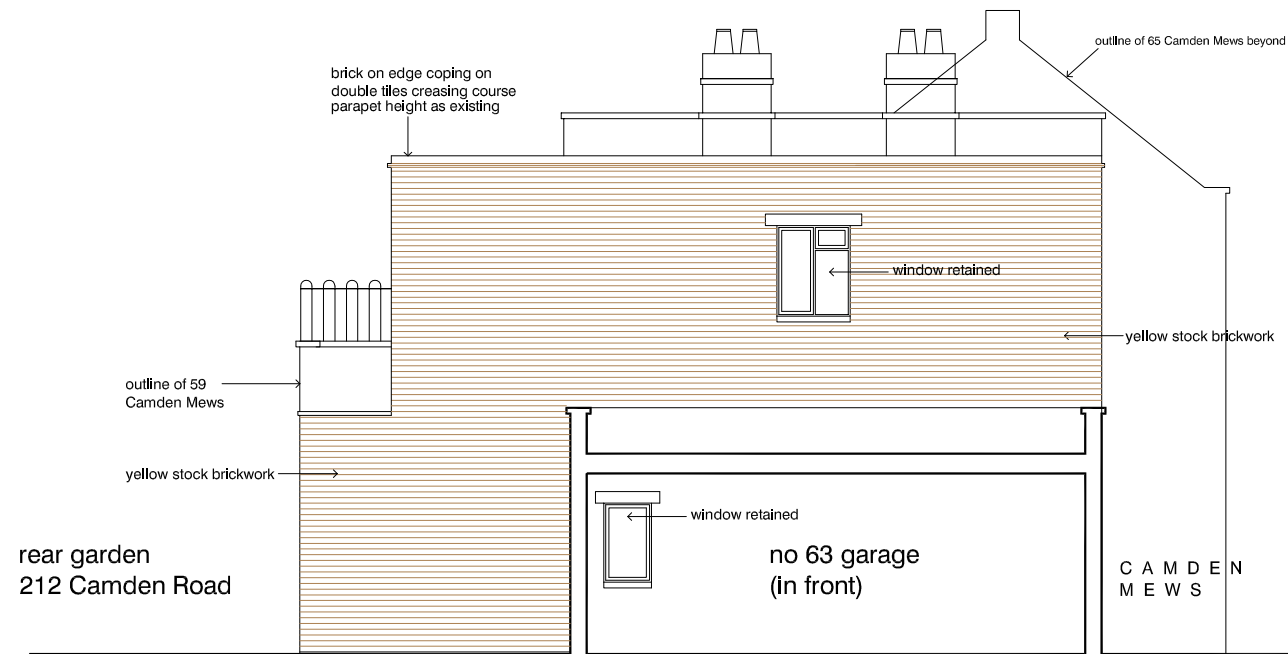 outline of 65 Camden Mews beyond
brick on edge coping on
double tiles creasing course
parapet height as existing
window retained
yellow stock brickwork
outline of 59
Camden Mews
yellow stock brickwork
window retained
rear garden
212 Camden Road
no 63 garage
(in front)
CAMDEN
MEWS